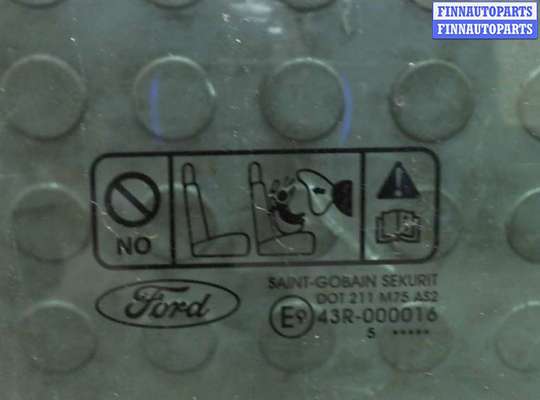 FINNAUTOPARTS
FINNAUTOPARTS
NO
Ford
SAINT-GOBAIN SEKURIT
DOT 211 M75 AS2
E9 43R-000016
5 .....